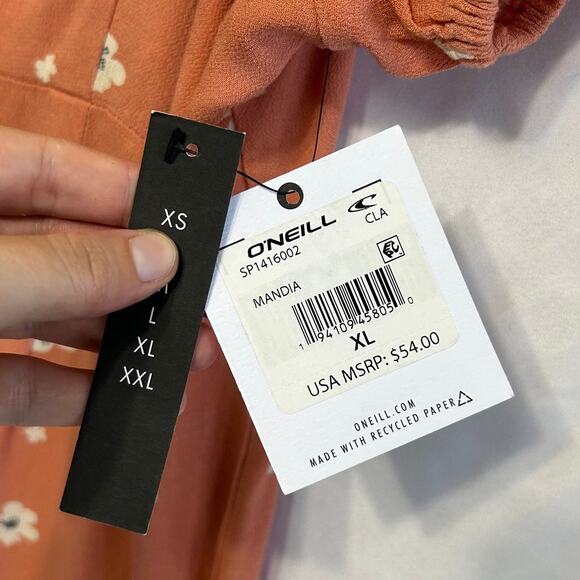 XS
L
XL
XXL
O'NEILL
SP1416002
CLA
MANDIA
1 94109 45805 0
XL
USA MSRP: $54.00
ONEILL.COM
MADE WITH RECYCLED PAPER